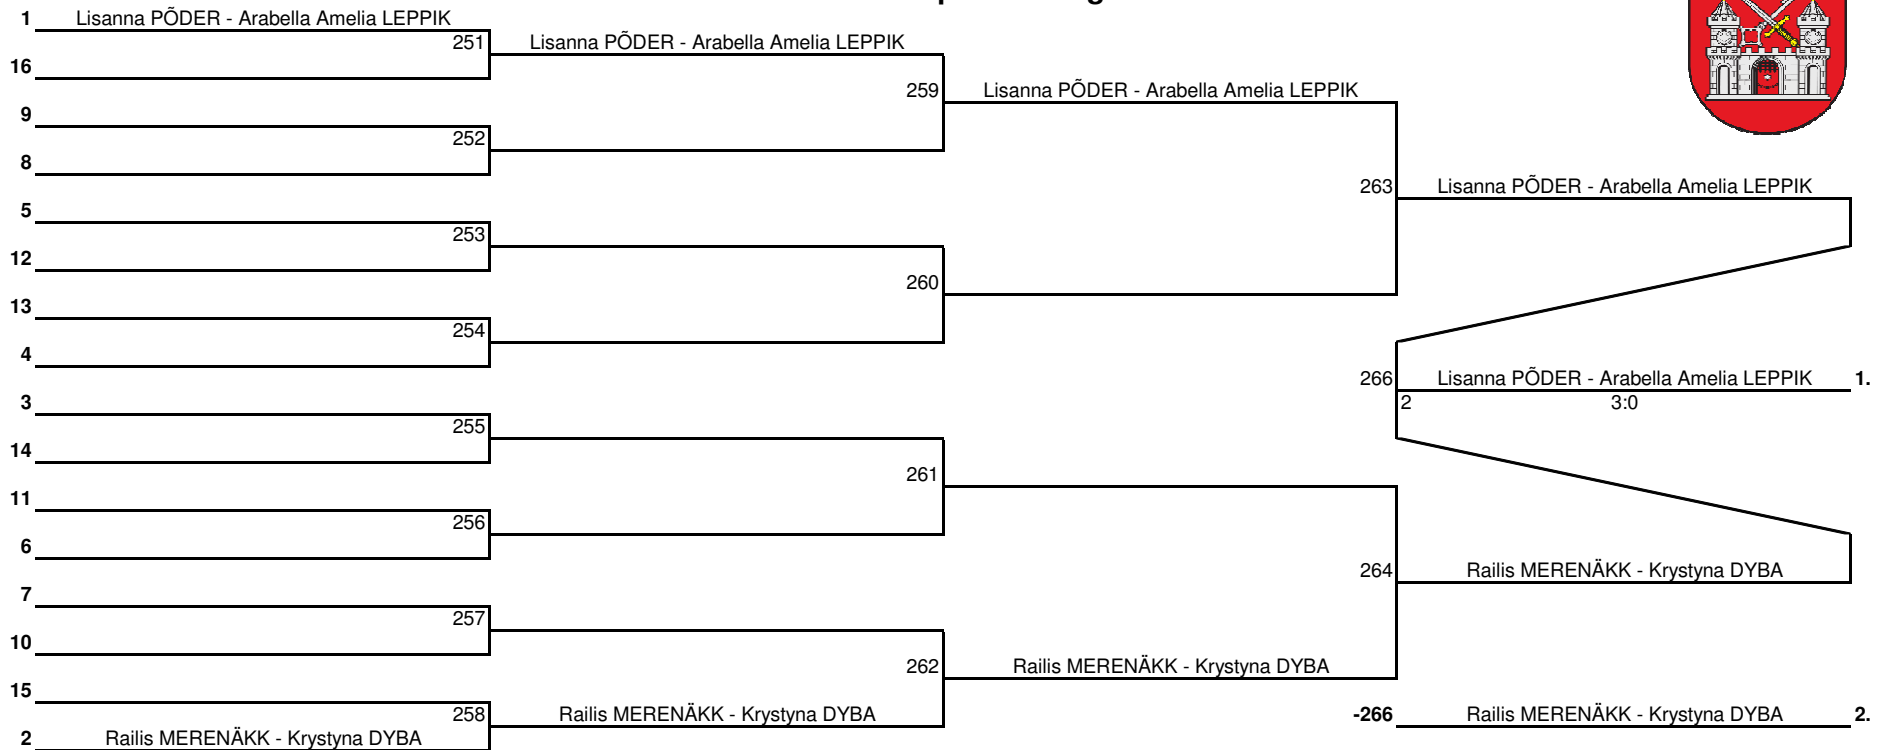 1 Lisanna PÕDER - Arabella Amelia LEPPIK
251 Lisanna PÕDER - Arabella Amelia LEPPIK
16
259 Lisanna PÕDER - Arabella Amelia LEPPIK
9
252
8
263 Lisanna PÕDER - Arabella Amelia LEPPIK
5
253
12
260
13
254
4
266 Lisanna PÕDER - Arabella Amelia LEPPIK 1.
3
2 3:0
255
14
261
11
256
6
264 Railis MERENÄKK - Krystyna DYBA
7
257
10
262 Railis MERENÄKK - Krystyna DYBA
15
258 Railis MERENÄKK - Krystyna DYBA
-266 Railis MERENÄKK - Krystyna DYBA 2.
2 Railis MERENÄKK - Krystyna DYBA